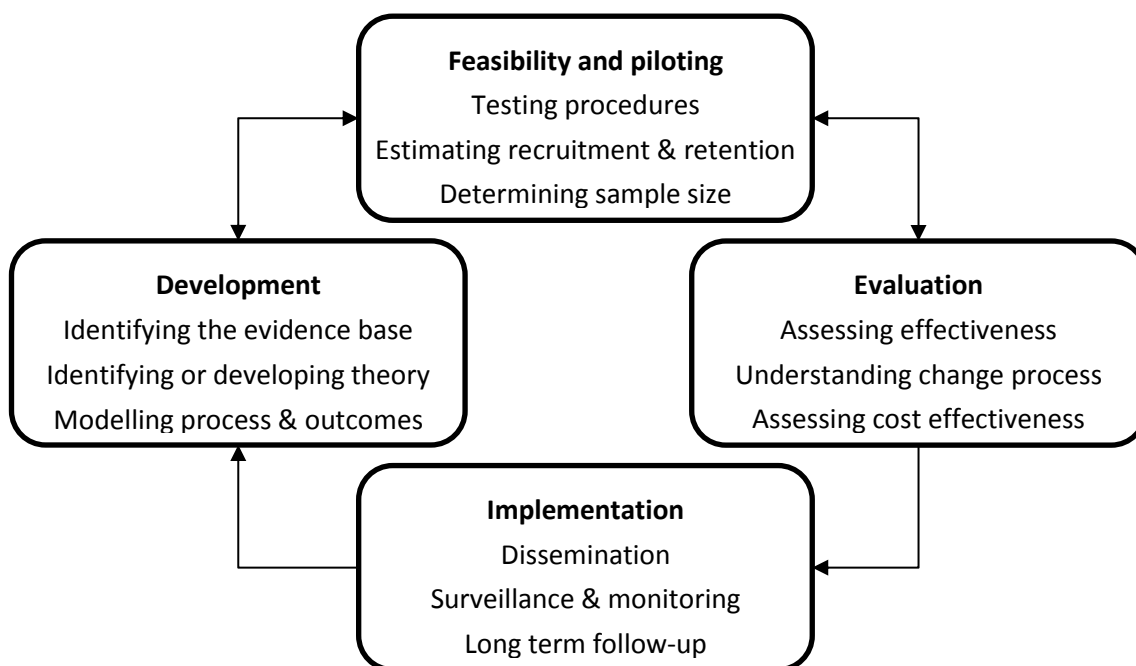 Feasibility and piloting
Testing procedures
Estimating recruitment & retention
Determining sample size
Development
Identifying the evidence base
Identifying or developing theory
Modelling process & outcomes
Evaluation
Assessing effectiveness
Understanding change process
Assessing cost effectiveness
Implementation
Dissemination
Surveillance & monitoring
Long term follow-up